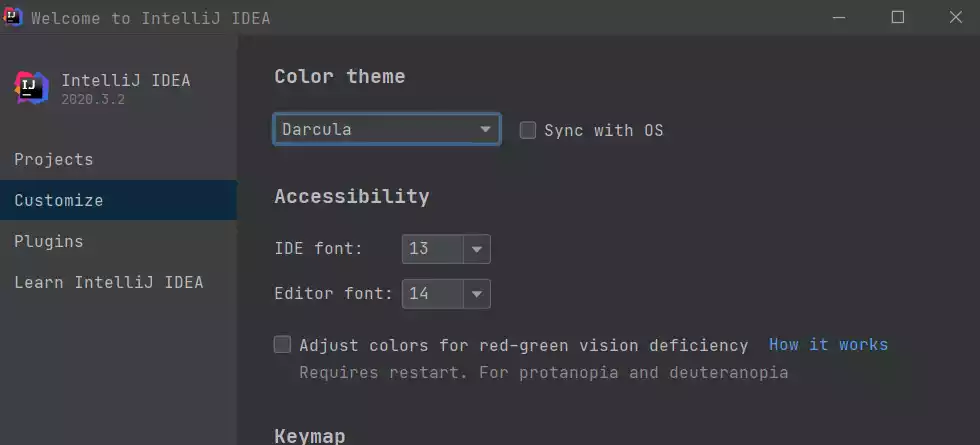 Welcome to IntelliJ IDEA
IJ
IntelliJ IDEA
2020.3.2
Projects
Customize
Plugins
Learn IntelliJ IDEA
Color theme
Darcula
Sync with OS
Accessibility
IDE font: 13
Editor font: 14
Adjust colors for red-green vision deficiency How it works
Requires restart. For protanopia and deuteranopia
Keymap